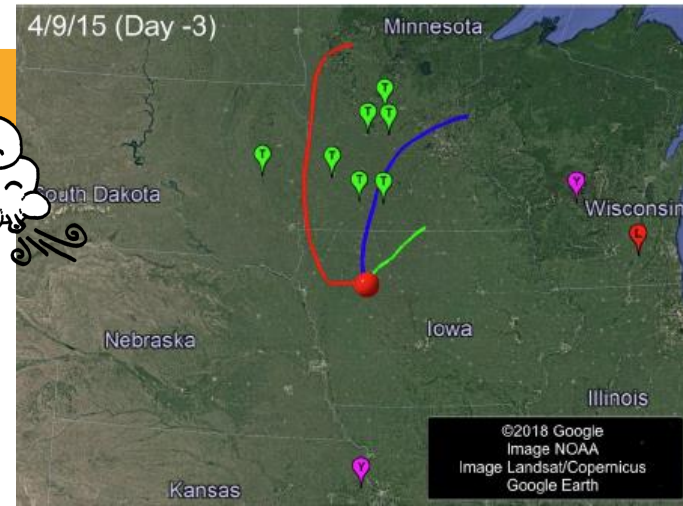 4/9/15 (Day -3)
Minnesota
T
T
T
T
T
T
T
Y
South Dakota
Wisconsin
L
Nebraska
Iowa
Illinois
©2018 Google
Image NOAA
Image Landsat/Copernicus
Google Earth
Y
Kansas